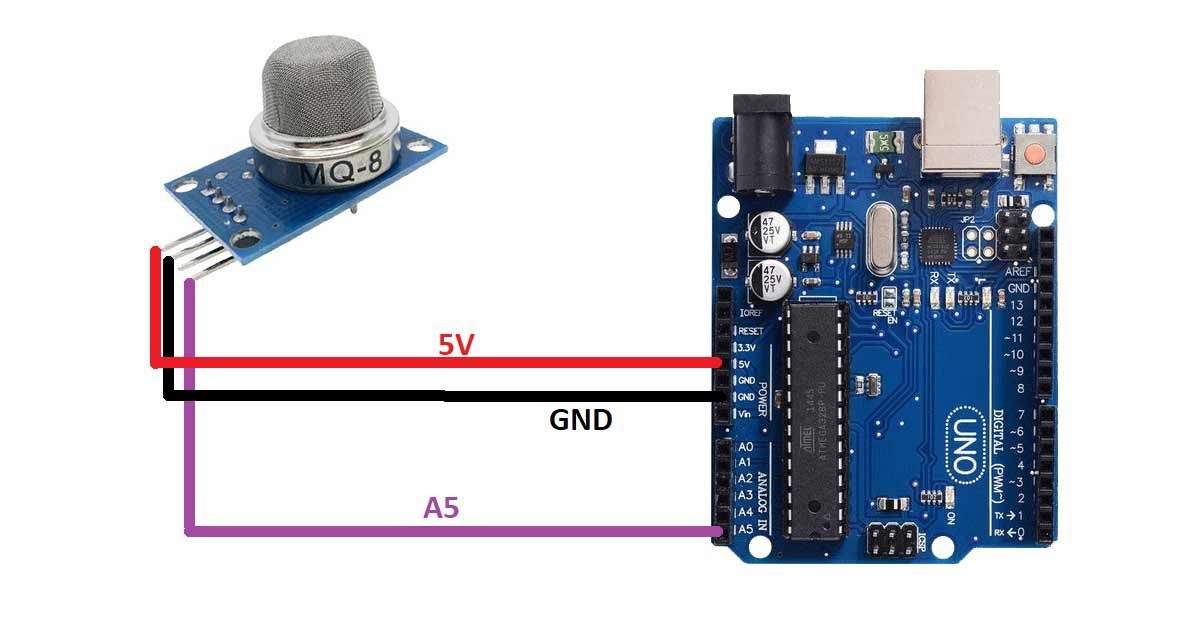 MQ-8
5V
GND
A5
47
25V
VT
47
25V
VT
JP2
RX
TX
L
RESET
EN
IOREF
RESET
3.3V
5V
GND
GND
Vin
POWER
A0
A1
A2
A3
A4
A5
ANALOG IN
ATMEL 1445
ATMEGA328P-PU
AREF
GND
13
12
~11
~10
~9
8
7
~6
~5
4
~3
2
TX→1
RX←0
DIGITAL (PWM~)
UNO
ON
ICSP